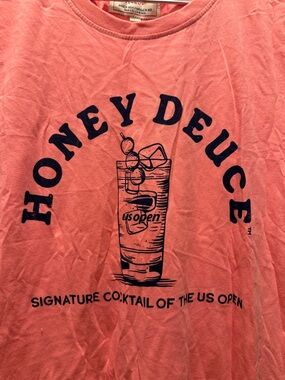 HONEY DEUCE
us open
SIGNATURE COCKTAIL OF THE US OPEN